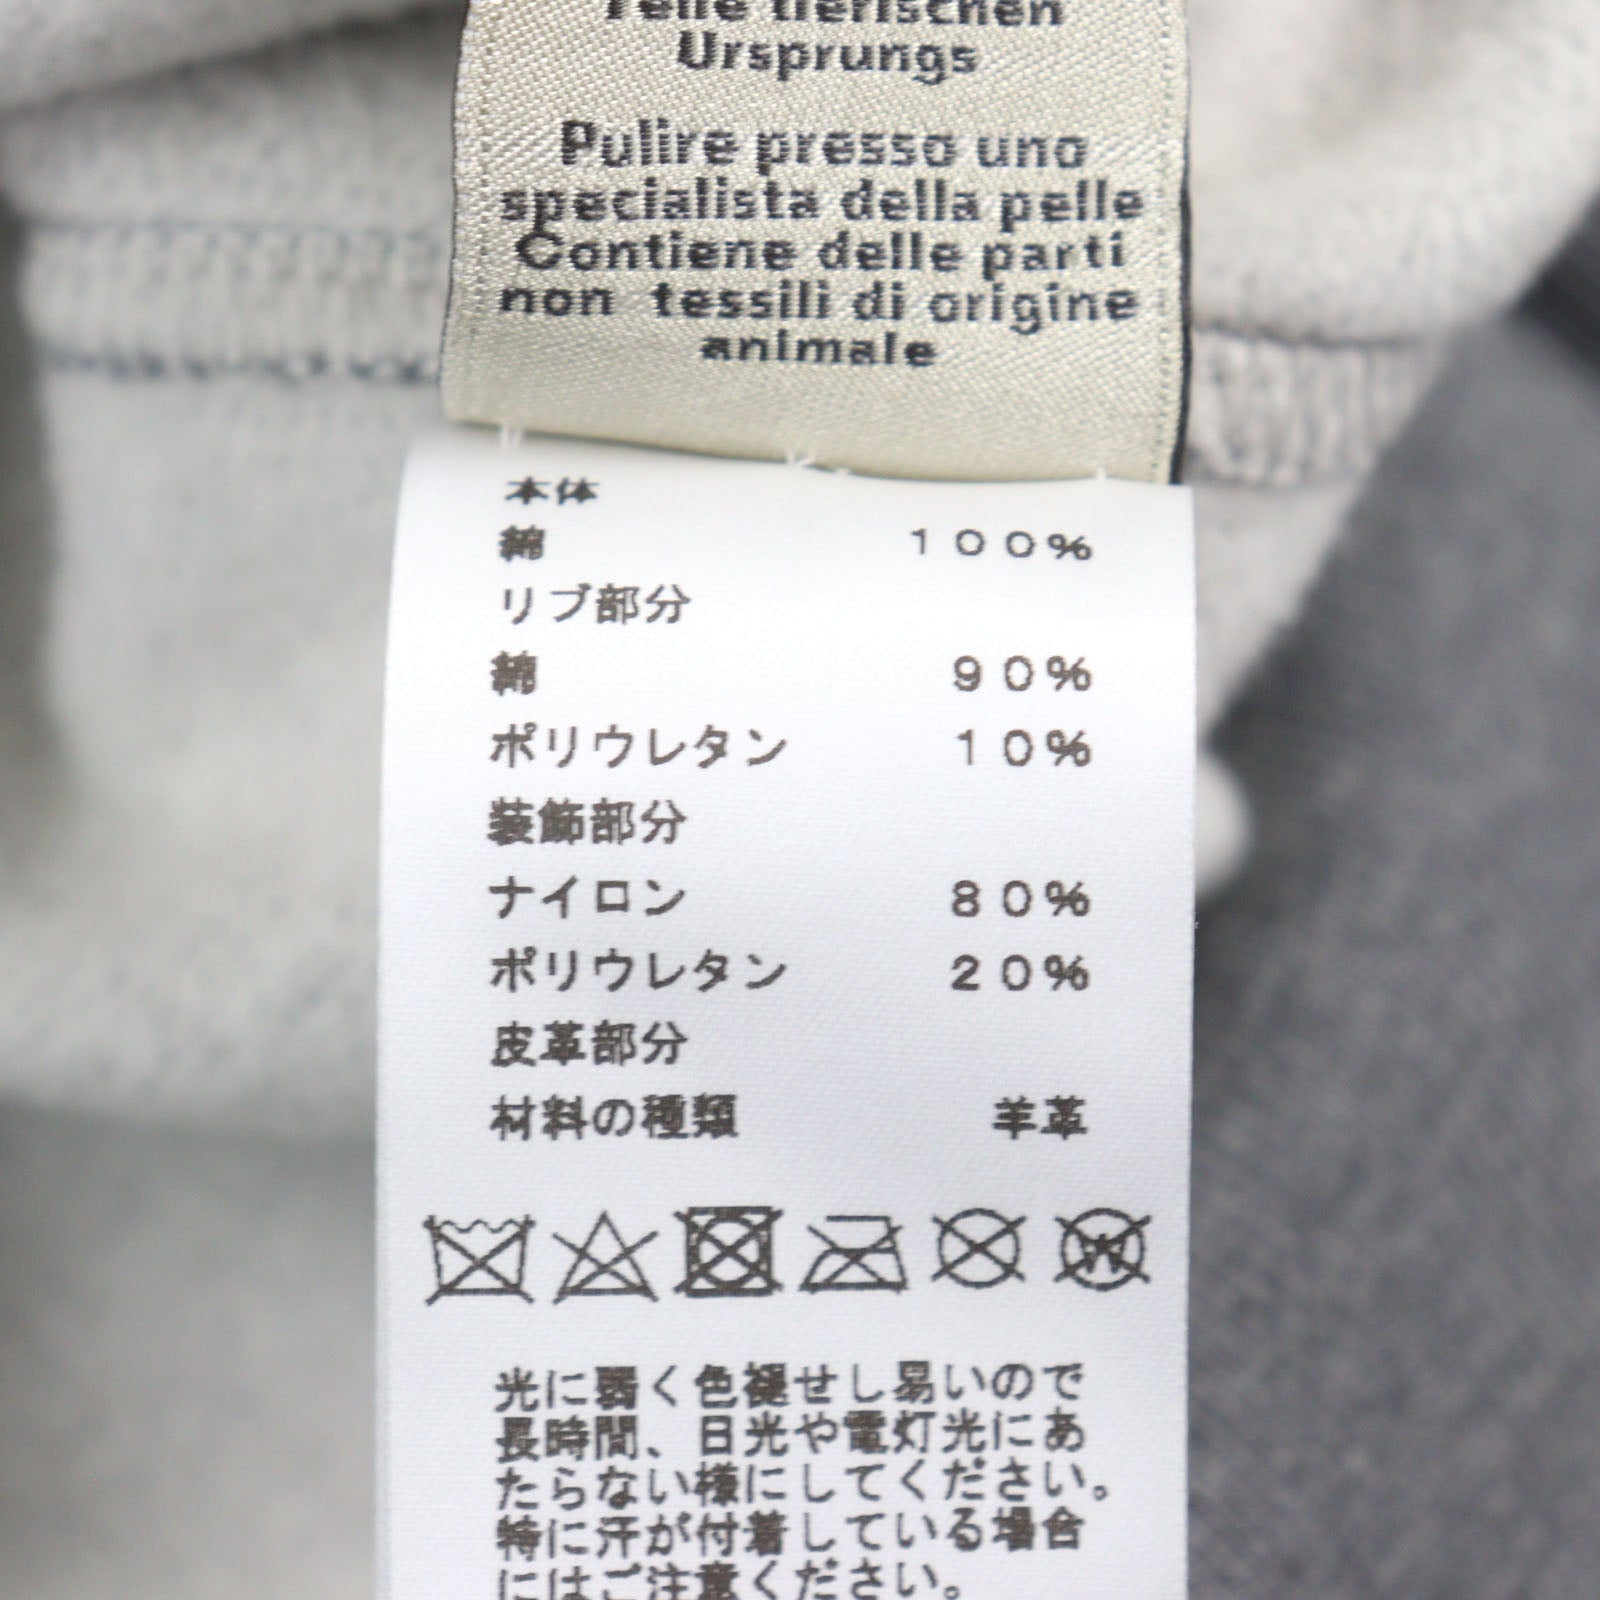 Teile tierischen
Ursprungs
Pulire presso uno
specialista della pelle
Contiene delle parti
non tessili di origine
animale
本体
綿 100%
リブ部分
綿 90%
ポリウレタン 10%
装飾部分
ナイロン 80%
ポリウレタン 20%
皮革部分
材料の種類 羊革
W
光に弱く色褪せし易いので
長時間、日光や電灯光にあ
たらない様にしてください。
特に汗が付着している場合
にはご注意ください。